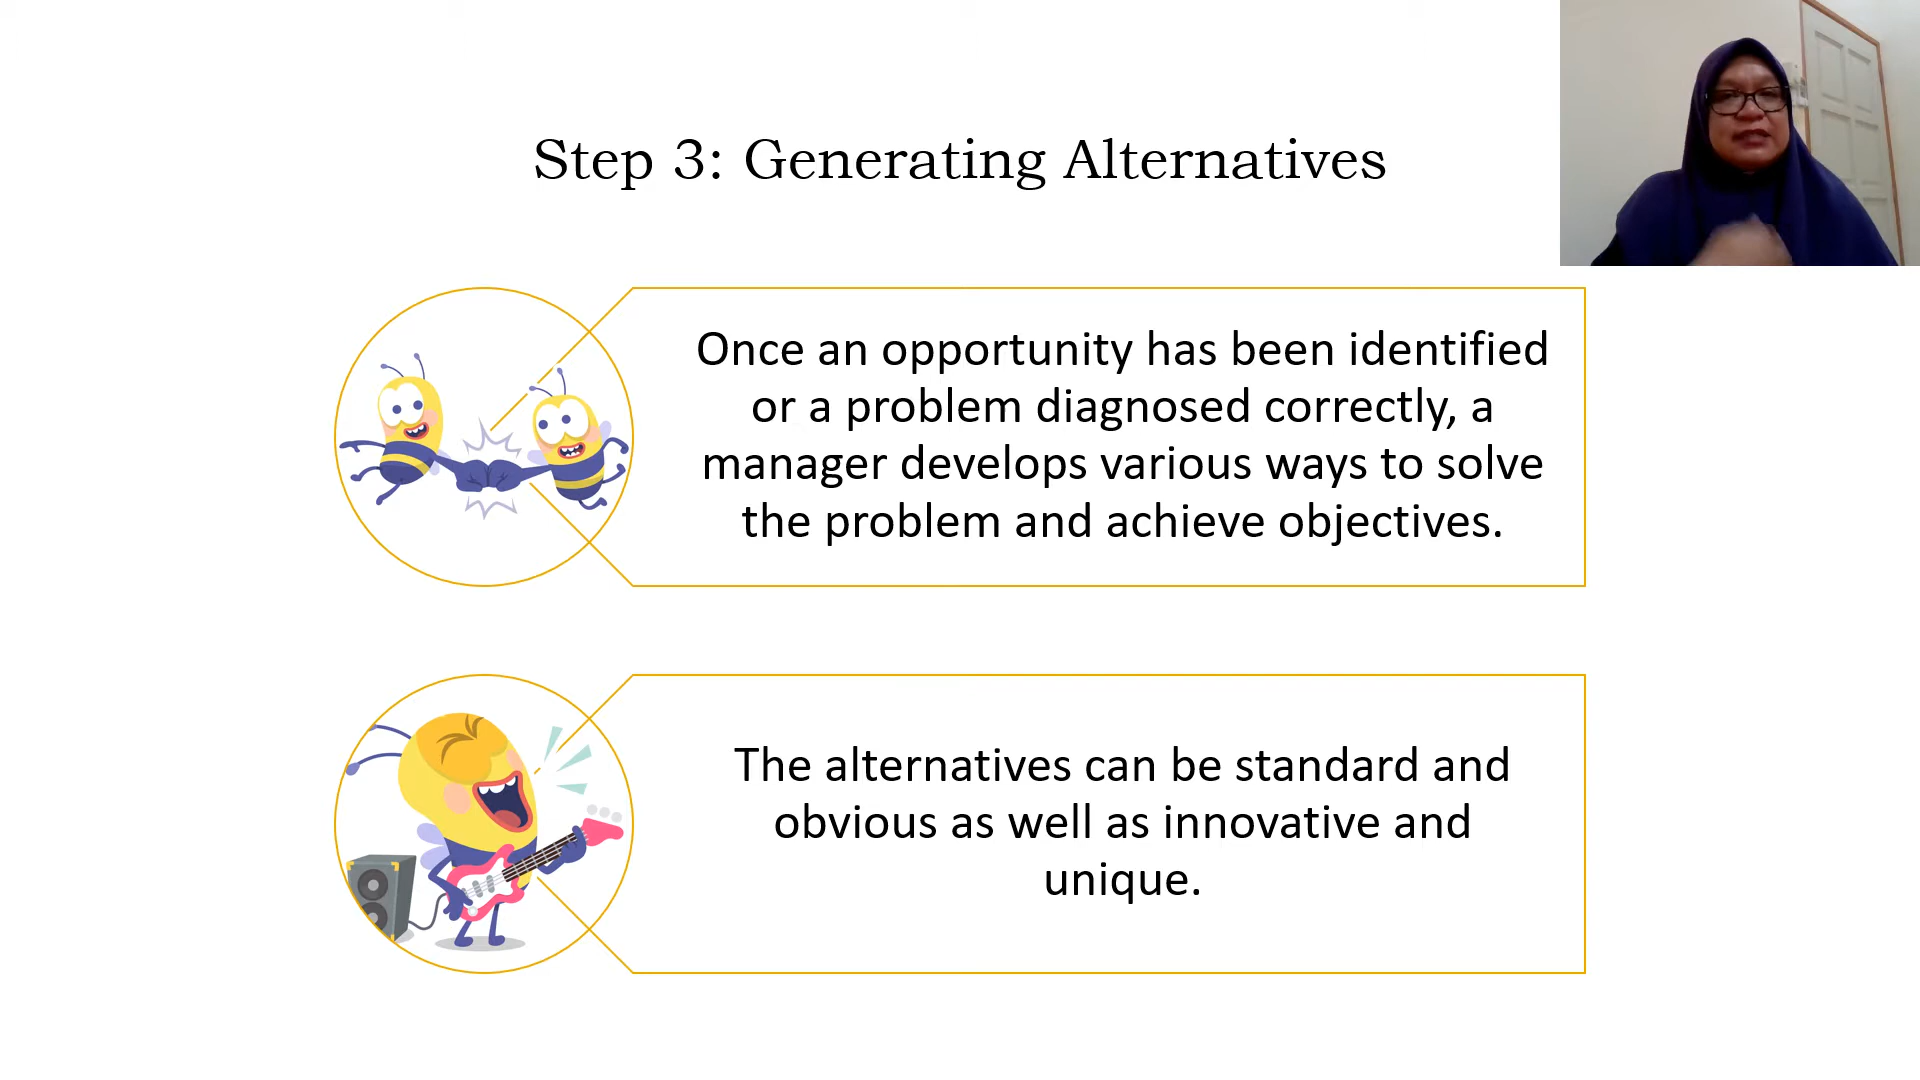 Step 3: Generating Alternatives
Once an opportunity has been identified
or a problem diagnosed correctly, a
manager develops various ways to solve
the problem and achieve objectives.
The alternatives can be standard and
obvious as well as innovative and
unique.